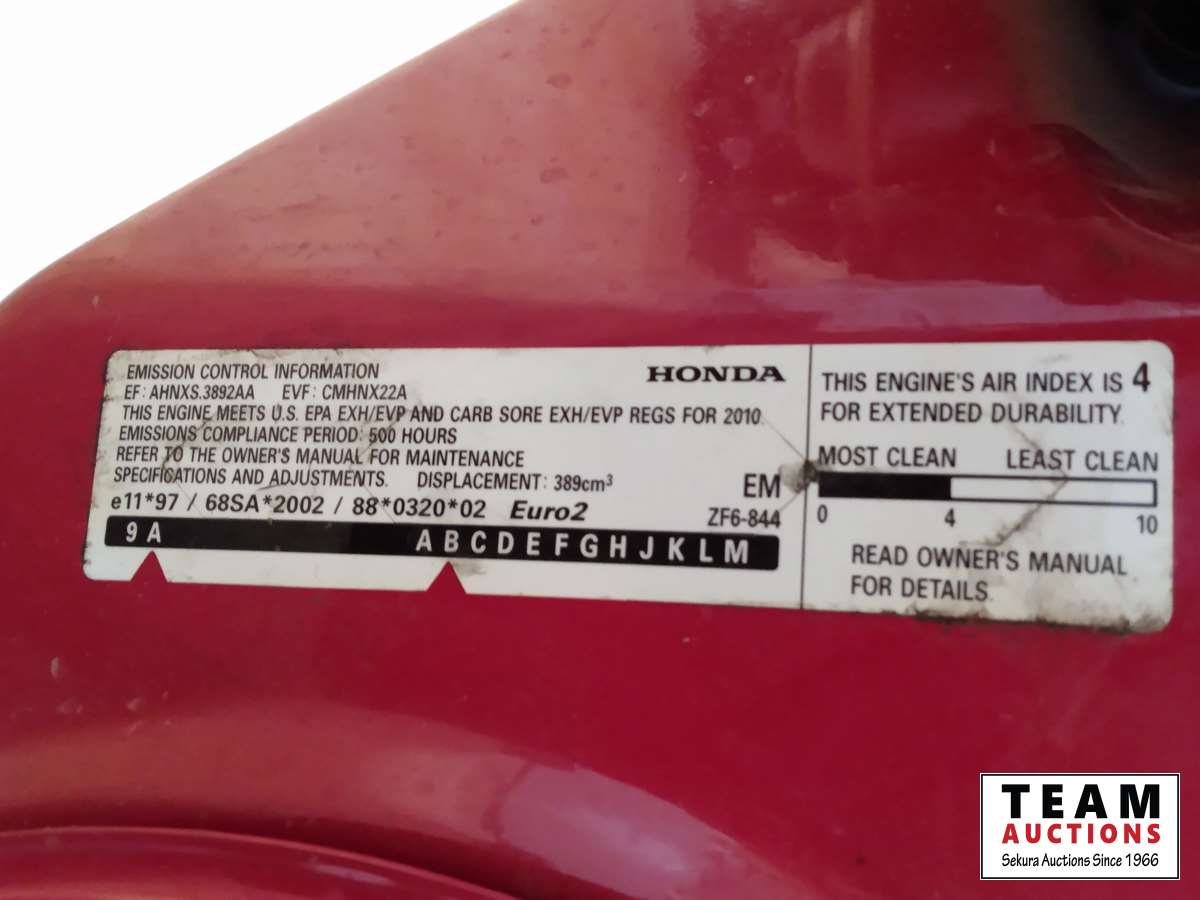 EMISSION CONTROL INFORMATION
HONDA
EF: AHNXS.3892AA EVF: CMHNX22A
THIS ENGINE MEETS U.S. EPA EXH/EVP AND CARB SORE EXH/EVP REGS FOR 2010.
EMISSIONS COMPLIANCE PERIOD: 500 HOURS
REFER TO THE OWNER'S MANUAL FOR MAINTENANCE
SPECIFICATIONS AND ADJUSTMENTS. DISPLACEMENT: 389cm³
EM
e11*97 / 68SA*2002 / 88*0320*02 Euro2
ZF6-844
9 A A B C D E F G H J K L M
THIS ENGINE'S AIR INDEX IS 4
FOR EXTENDED DURABILITY.
MOST CLEAN LEAST CLEAN
0 4 10
READ OWNER'S MANUAL
FOR DETAILS.
TEAM
AUCTIONS
Sekura Auctions Since 1966